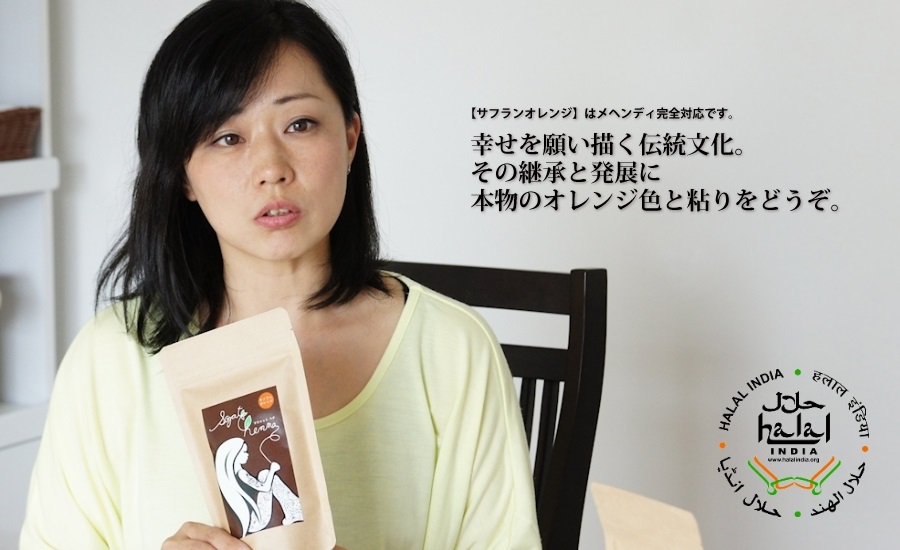 【サフランオレンジ】はメヘンディ完全対応です。
幸せを願い描く伝統文化。
その継承と発展に
本物のオレンジ色と粘りをどうぞ。
henna
HALAL INDIA
हलाल इंडिया
حلال الهند
حلال انڈیا
حلال
halal
INDIA
www.halalindia.org